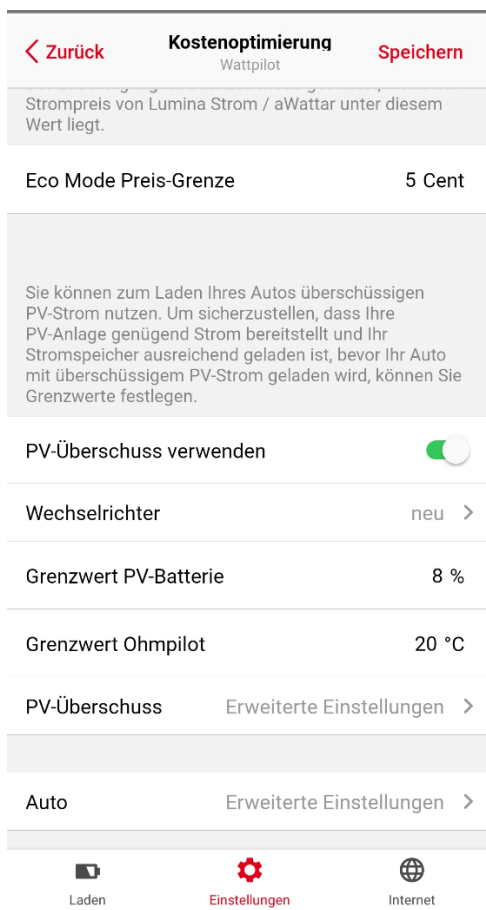 Zurück
Kostenoptimierung
Wattpilot
Speichern
Strompreis von Lumina Strom / aWattar unter diesem
Wert liegt.
Eco Mode Preis-Grenze 5 Cent
Sie können zum Laden Ihres Autos überschüssigen
PV-Strom nutzen. Um sicherzustellen, dass Ihre
PV-Anlage genügend Strom bereitstellt und Ihr
Stromspeicher ausreichend geladen ist, bevor Ihr Auto
mit überschüssigem PV-Strom geladen wird, können Sie
Grenzwerte festlegen.
PV-Überschuss verwenden
Wechselrichter neu
Grenzwert PV-Batterie 8 %
Grenzwert Ohmpilot 20 °C
PV-Überschuss Erweiterte Einstellungen
Auto Erweiterte Einstellungen
Laden Einstellungen Internet